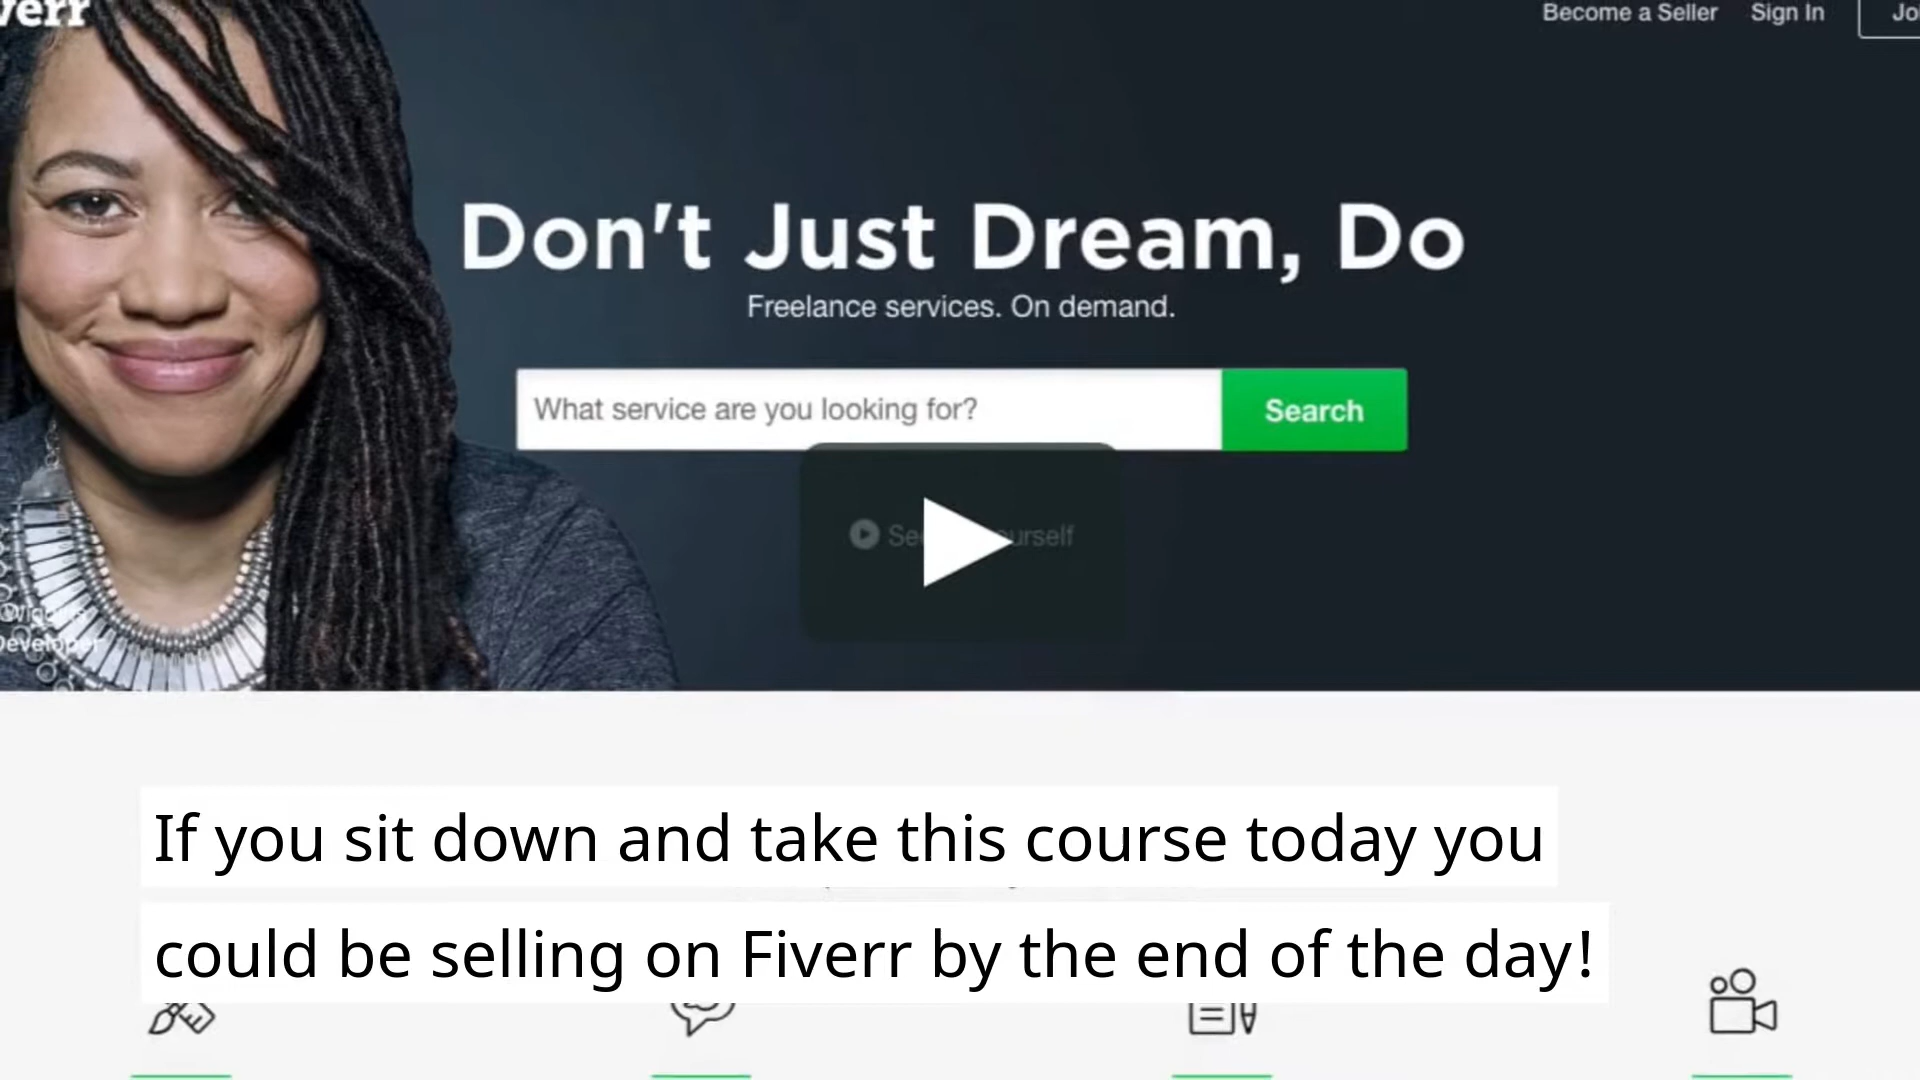 verr
Become a Seller
Sign In
Don't Just Dream, Do
Freelance services. On demand.
What service are you looking for?
Search
If you sit down and take this course today you
could be selling on Fiverr by the end of the day!